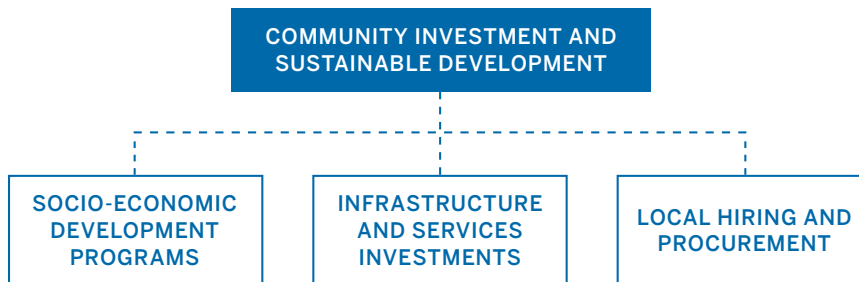 COMMUNITY INVESTMENT AND
SUSTAINABLE DEVELOPMENT
SOCIO-ECONOMIC
DEVELOPMENT
PROGRAMS
INFRASTRUCTURE
AND SERVICES
INVESTMENTS
LOCAL HIRING AND
PROCUREMENT